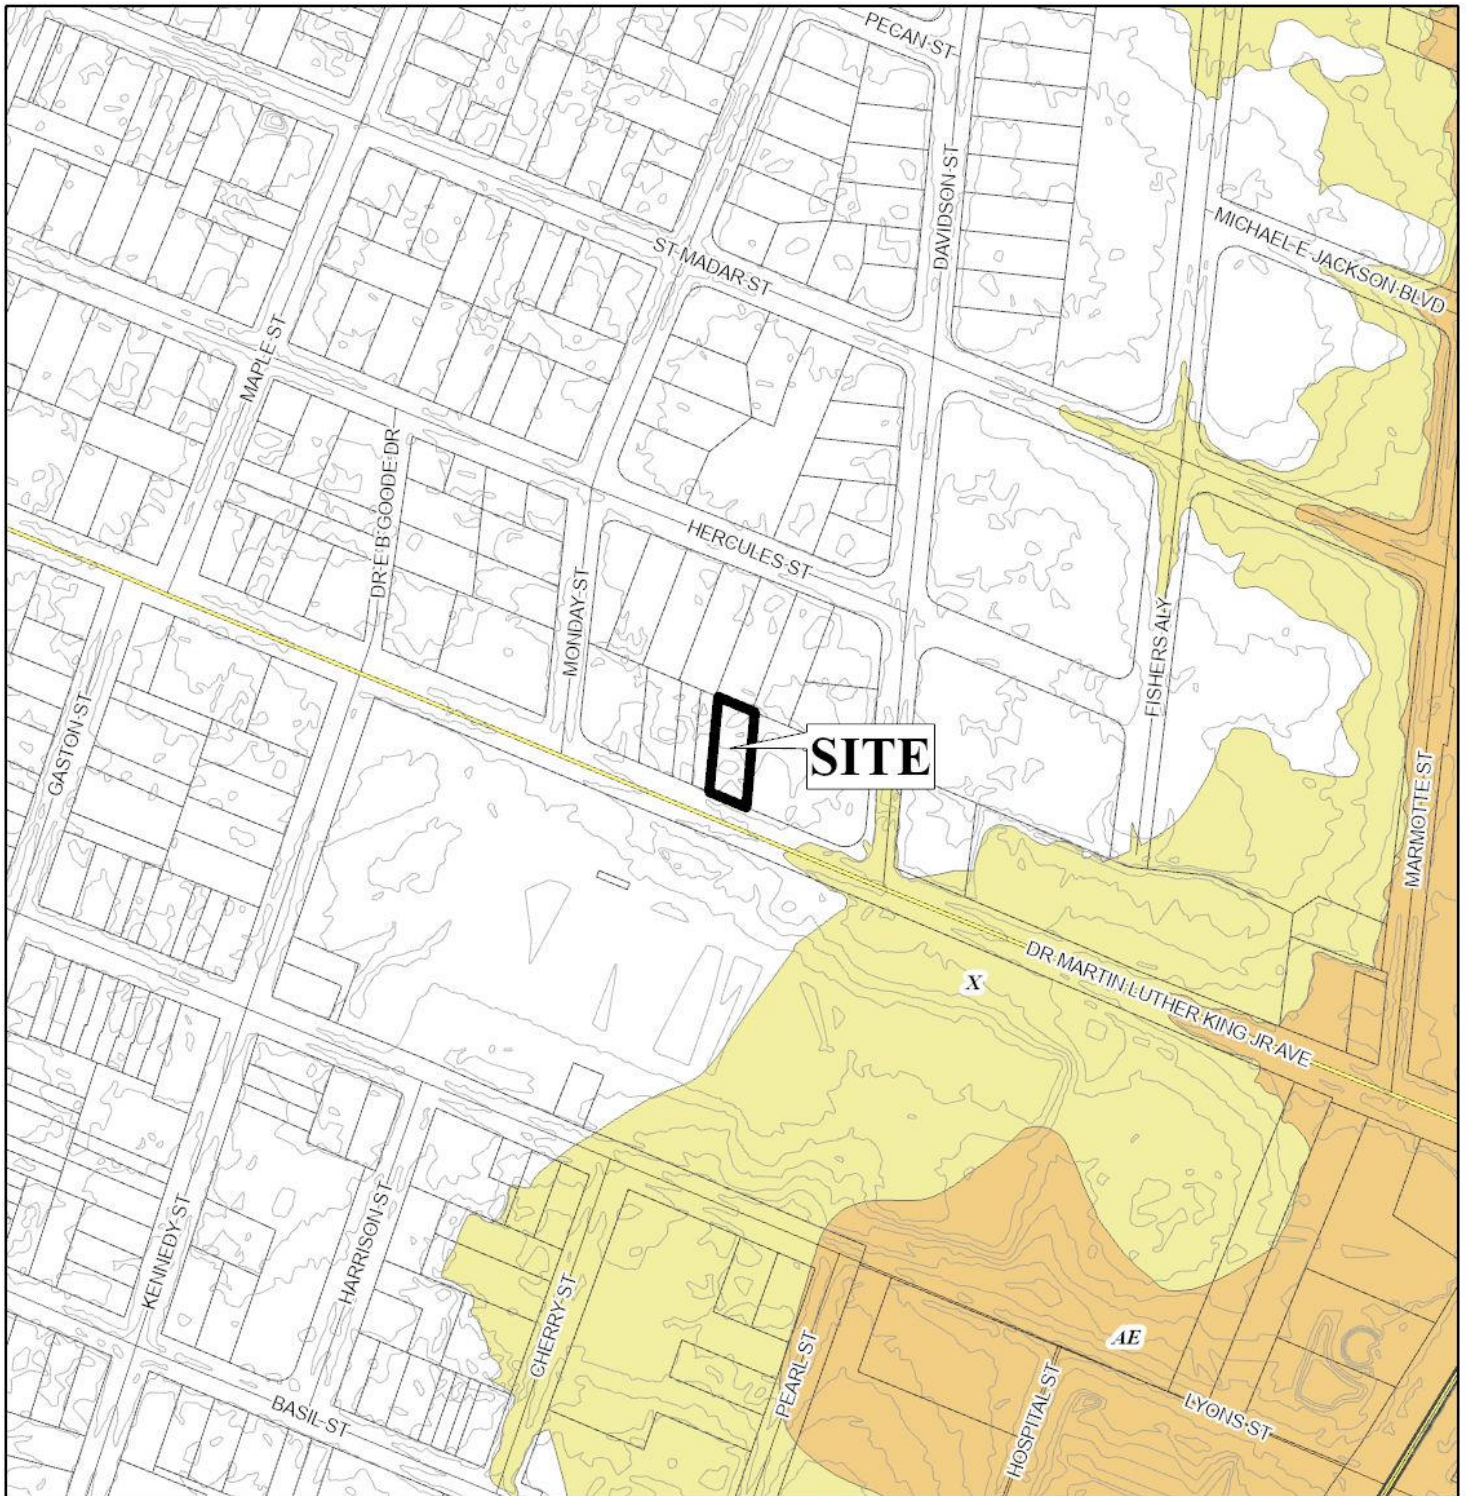 PECAN ST
DAVIDSON ST
ST MADAR ST
MICHAEL E JACKSON BLVD
MAPLE ST
DR E B GOODE DR
HERCULES ST
MONDAY ST
FISHERS ALY
GASTON ST
SITE
MARMOTTE ST
DR MARTIN LUTHER KING JR AVE
X
KENNEDY ST
HARRISON ST
CHERRY ST
PEARL ST
AE
HOSPITAL ST
LYONS ST
BASIL ST